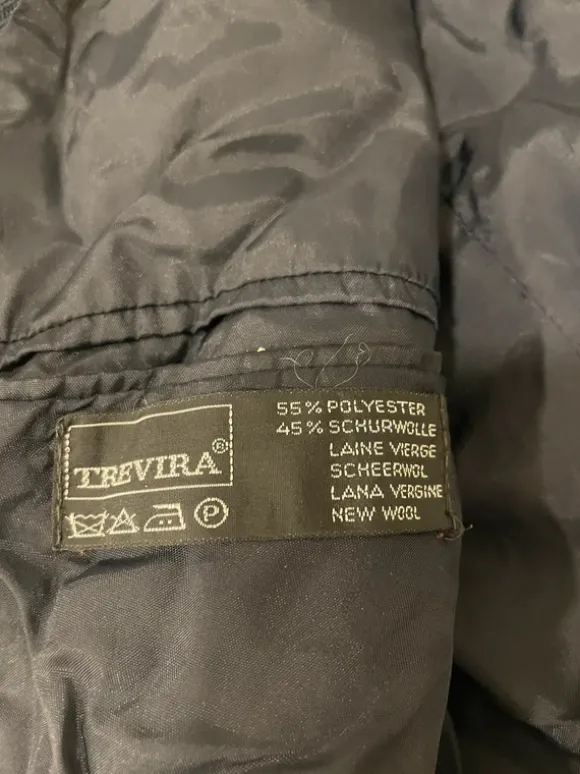 TREVIRA®
55% POLYESTER
45% SCHURWOLLE
LAINE VIERGE
SCHEERWOL
LANA VERGINE
NEW WOOL
P